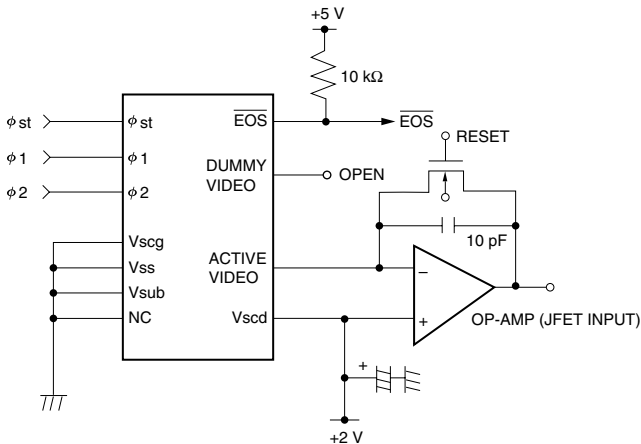 +5 V
10 kΩ
φst
φst
EOS
EOS
RESET
φ1
φ1
DUMMY
VIDEO
OPEN
φ2
φ2
Vscg
10 pF
Vss
ACTIVE
VIDEO
−
Vsub
NC
Vscd
+
OP-AMP (JFET INPUT)
+
+2 V